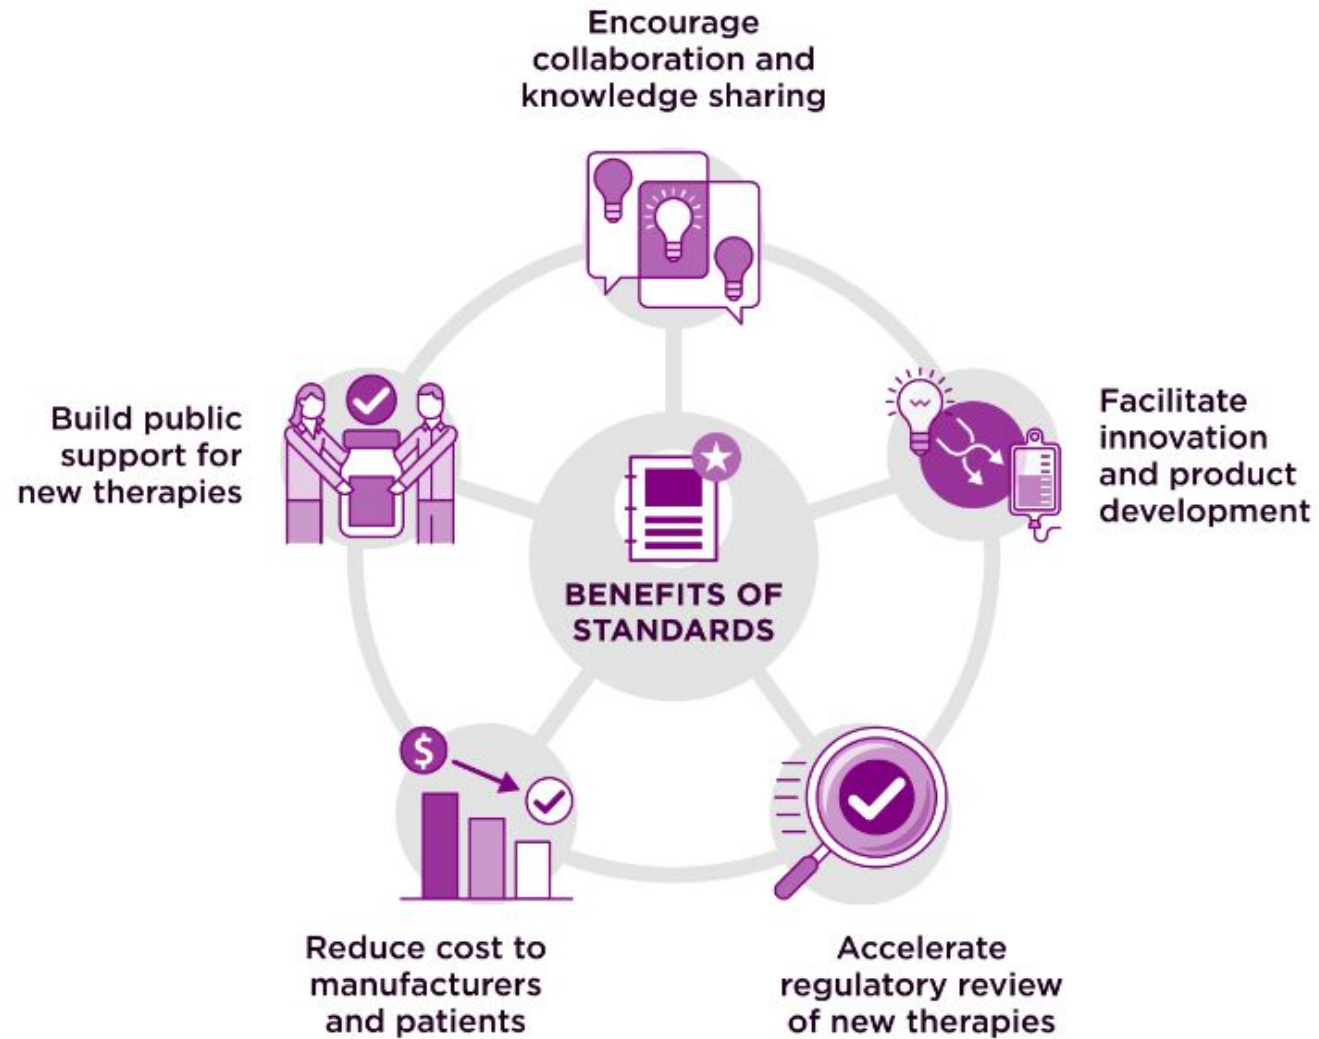 Encourage
collaboration and
knowledge sharing
Facilitate
innovation
and product
development
Accelerate
regulatory review
of new therapies
Reduce cost to
manufacturers
and patients
Build public
support for
new therapies
BENEFITS OF
STANDARDS
$